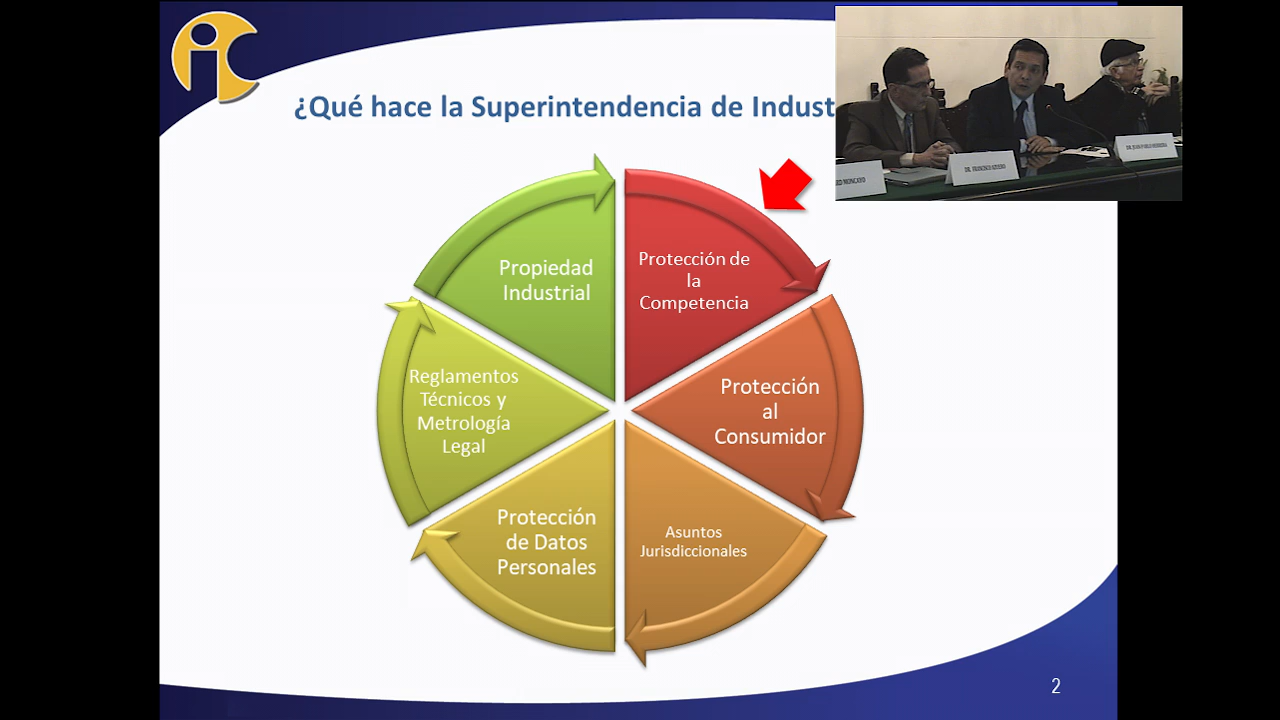 ¿Qué hace la Superintendencia de Indust
Propiedad
Industrial
Protección de
la
Competencia
Reglamentos
Técnicos y
Metrología
Legal
Protección
al
Consumidor
Protección
de Datos
Personales
Asuntos
Jurisdiccionales
2